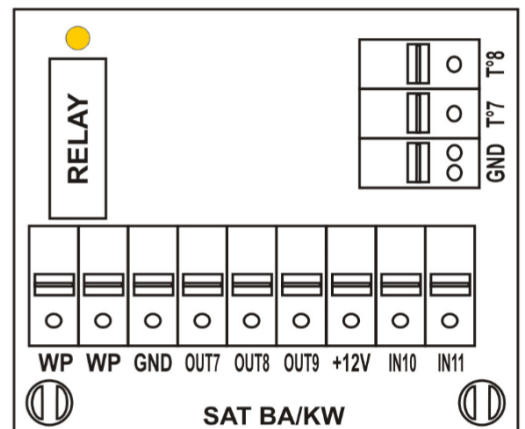 RELAY
T°8
T°7
GND
WP WP GND OUT7 OUT8 OUT9 +12V IN10 IN11
SAT BA/KW